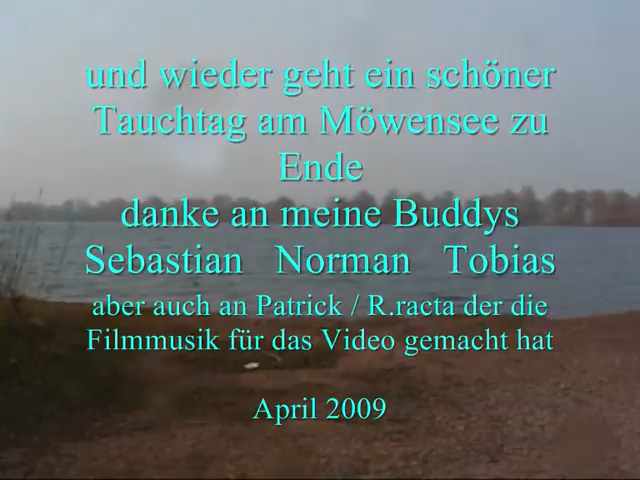 und wieder geht ein schöner
Tauchtag am Möwensee zu
Ende
danke an meine Buddys
Sebastian Norman Tobias
aber auch an Patrick / R.racta der die
Filmmusik für das Video gemacht hat
April 2009